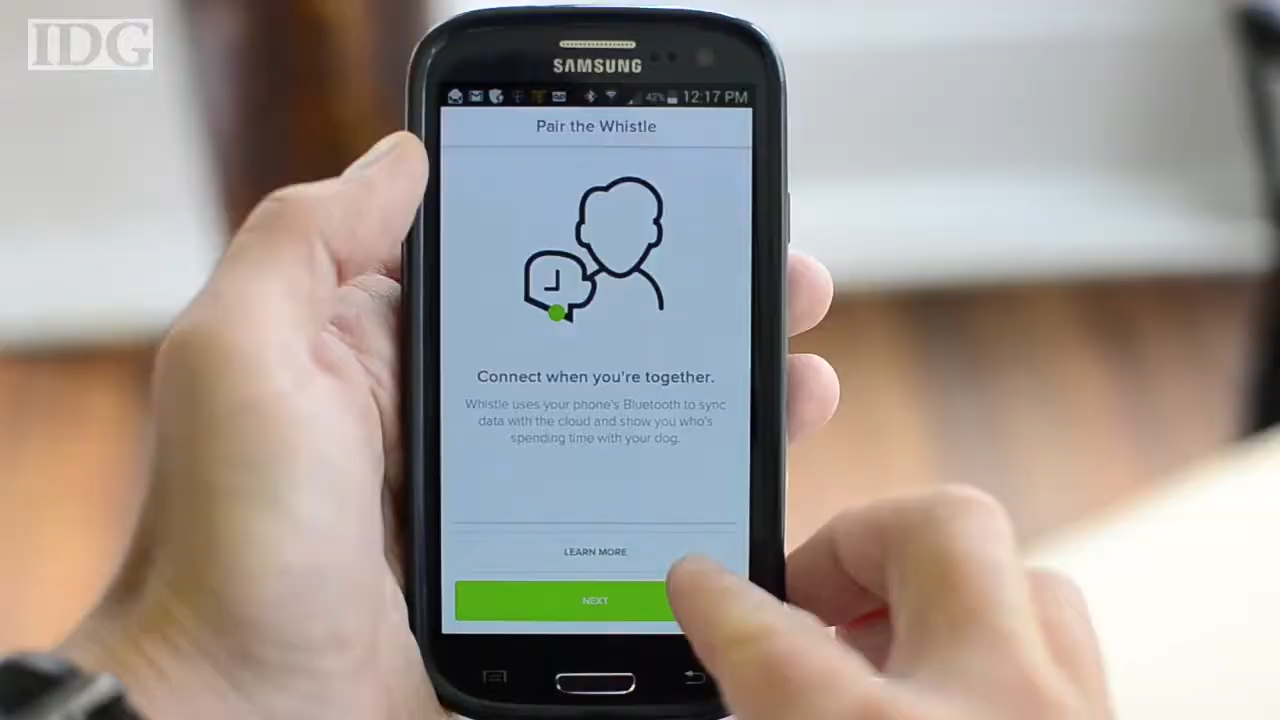 IDG
SAMSUNG
42% 12:17 PM
Pair the Whistle
Connect when you're together.
Whistle uses your phone's Bluetooth to sync
data with the cloud and show you who's
spending time with your dog.
LEARN MORE
NEXT